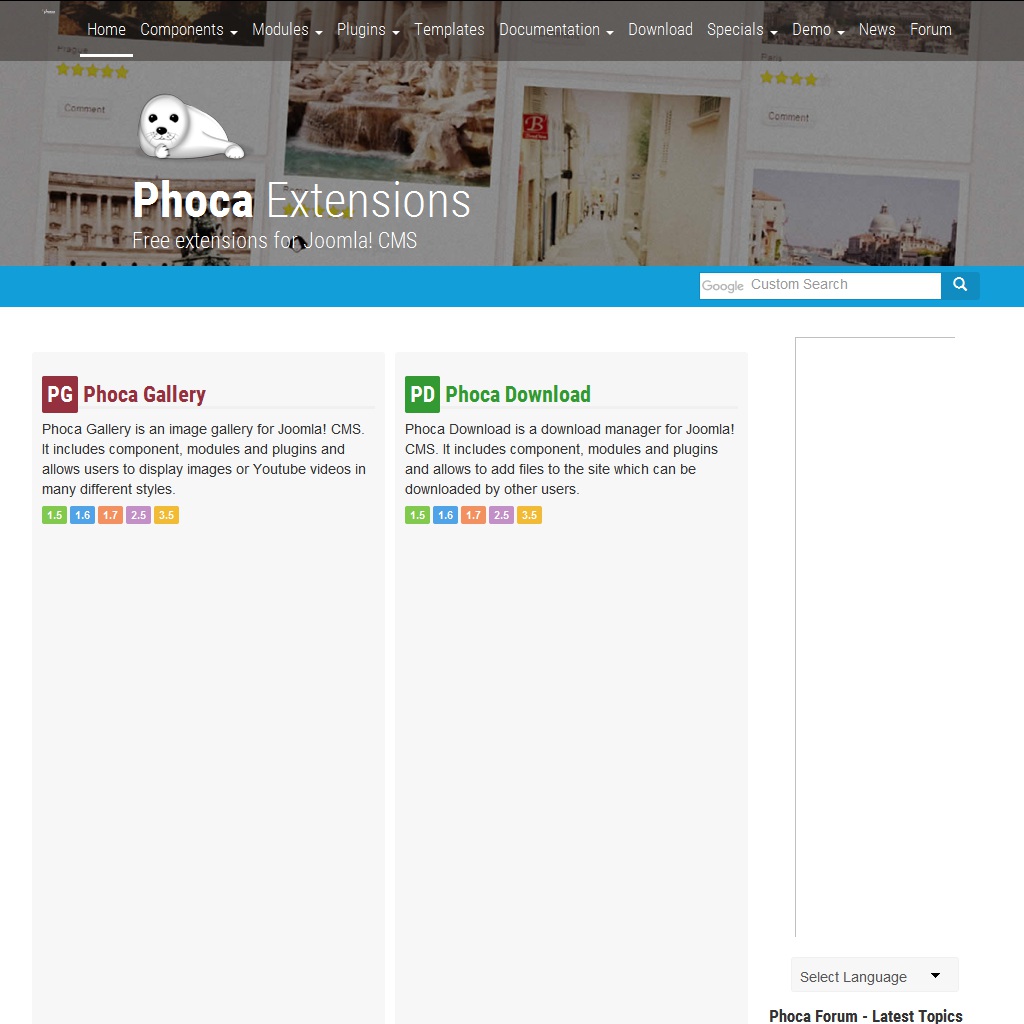 Home Components Modules Plugins Templates Documentation Download Specials Demo News Forum
Prague
Paris
Comment
Comment
B
Phoca Extensions
Free extensions for Joomla! CMS
Google Custom Search
PG Phoca Gallery
Phoca Gallery is an image gallery for Joomla! CMS.
It includes component, modules and plugins and
allows users to display images or Youtube videos in
many different styles.
1.5 1.6 1.7 2.5 3.5
PD Phoca Download
Phoca Download is a download manager for Joomla!
CMS. It includes component, modules and plugins
and allows to add files to the site which can be
downloaded by other users.
1.5 1.6 1.7 2.5 3.5
Select Language
Phoca Forum - Latest Topics